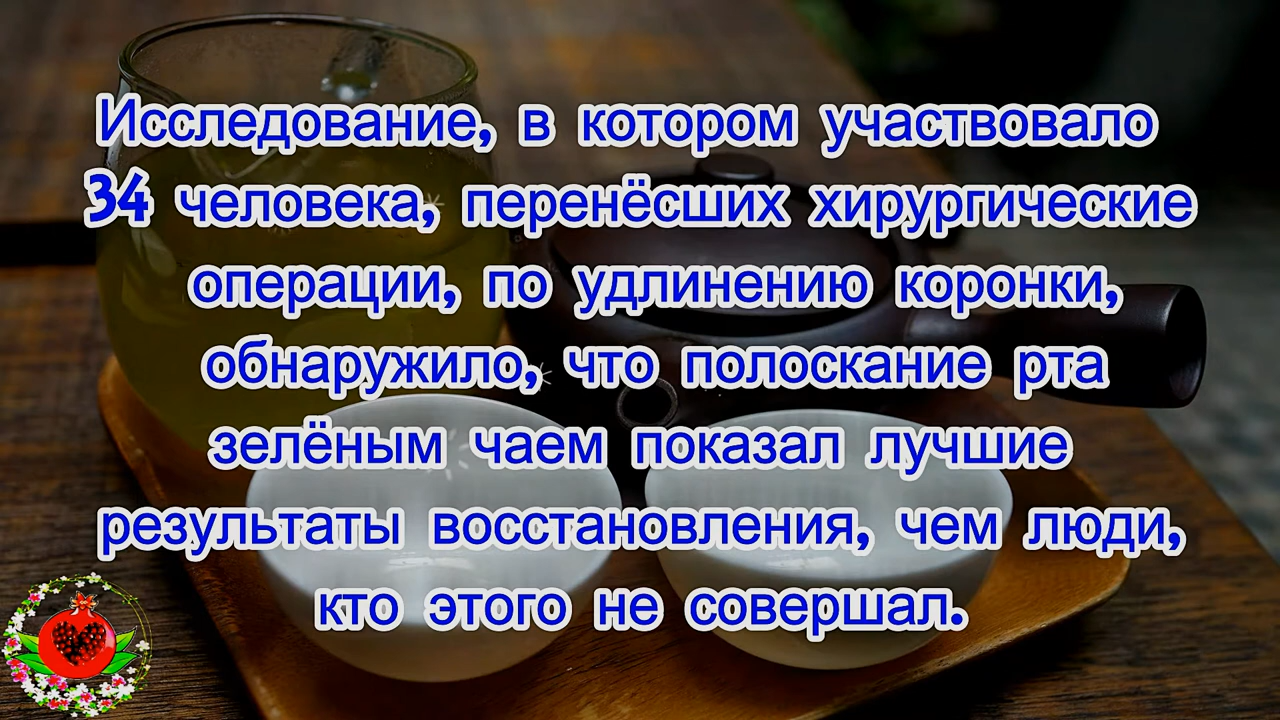 Исследование, в котором участвовало
34 человека, перенёсших хирургические
операции, по удлинению коронки,
обнаружило, что полоскание рта
зелёным чаем показал лучшие
результаты восстановления, чем люди,
кто этого не совершал.